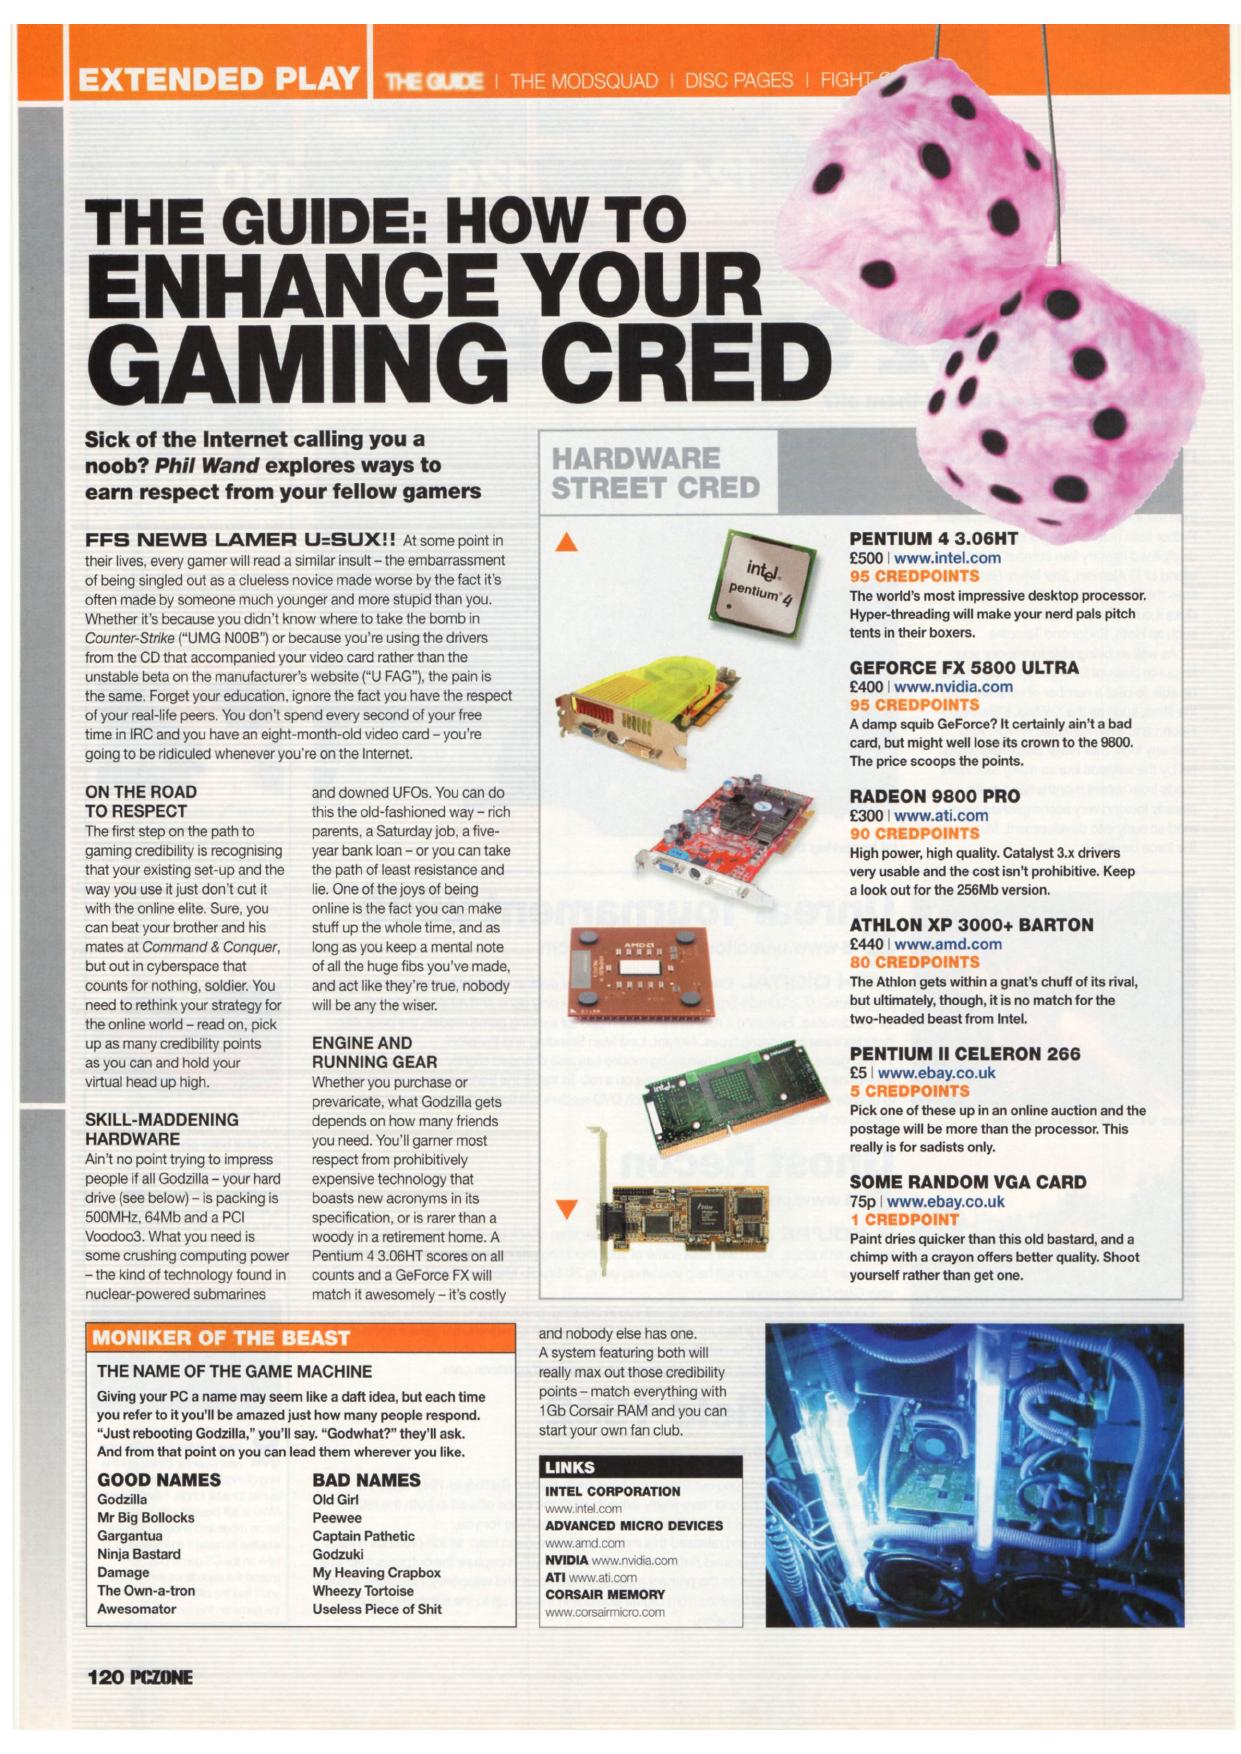 EXTENDED PLAY
THE GUIDE | THE MODSQUAD | DISC PAGES | FIGHT
THE GUIDE: HOW TO
ENHANCE YOUR
GAMING CRED
Sick of the Internet calling you a
noob? Phil Wand explores ways to
earn respect from your fellow gamers
FFS NEWB LAMER U=SUX!! At some point in
their lives, every gamer will read a similar insult – the embarrassment
of being singled out as a clueless novice made worse by the fact it's
often made by someone much younger and more stupid than you.
Whether it's because you didn't know where to take the bomb in
Counter-Strike ("UMG N00B") or because you're using the drivers
from the CD that accompanied your video card rather than the
unstable beta on the manufacturer's website ("U FAG"), the pain is
the same. Forget your education, ignore the fact you have the respect
of your real-life peers. You don't spend every second of your free
time in IRC and you have an eight-month-old video card – you're
going to be ridiculed whenever you're on the Internet.
ON THE ROAD
TO RESPECT
The first step on the path to
gaming credibility is recognising
that your existing set-up and the
way you use it just don't cut it
with the online elite. Sure, you
can beat your brother and his
mates at Command & Conquer,
but out in cyberspace that
counts for nothing, soldier. You
need to rethink your strategy for
the online world – read on, pick
up as many credibility points
as you can and hold your
virtual head up high.
SKILL-MADDENING
HARDWARE
Ain't no point trying to impress
people if all Godzilla – your hard
drive (see below) – is packing is
500MHz, 64Mb and a PCI
Voodoo3. What you need is
some crushing computing power
– the kind of technology found in
nuclear-powered submarines
and downed UFOs. You can do
this the old-fashioned way – rich
parents, a Saturday job, a five-
year bank loan – or you can take
the path of least resistance and
lie. One of the joys of being
online is the fact you can make
stuff up the whole time, and as
long as you keep a mental note
of all the huge fibs you've made,
and act like they're true, nobody
will be any the wiser.
ENGINE AND
RUNNING GEAR
Whether you purchase or
prevaricate, what Godzilla gets
depends on how many friends
you need. You'll garner most
respect from prohibitively
expensive technology that
boasts new acronyms in its
specification, or is rarer than a
woody in a retirement home. A
Pentium 4 3.06HT scores on all
counts and a GeForce FX will
match it awesomely – it's costly
and nobody else has one.
A system featuring both will
really max out those credibility
points – match everything with
1Gb Corsair RAM and you can
start your own fan club.
HARDWARE
STREET CRED
intel.
pentium 4
AMD
intel
PENTIUM 4 3.06HT
£500 | www.intel.com
95 CREDPOINTS
The world's most impressive desktop processor.
Hyper-threading will make your nerd pals pitch
tents in their boxers.
GEFORCE FX 5800 ULTRA
£400 | www.nvidia.com
95 CREDPOINTS
A damp squib GeForce? It certainly ain't a bad
card, but might well lose its crown to the 9800.
The price scoops the points.
RADEON 9800 PRO
£300 | www.ati.com
90 CREDPOINTS
High power, high quality. Catalyst 3.x drivers
very usable and the cost isn't prohibitive. Keep
a look out for the 256Mb version.
ATHLON XP 3000+ BARTON
£440 | www.amd.com
80 CREDPOINTS
The Athlon gets within a gnat's chuff of its rival,
but ultimately, though, it is no match for the
two-headed beast from Intel.
PENTIUM II CELERON 266
£5 | www.ebay.co.uk
5 CREDPOINTS
Pick one of these up in an online auction and the
postage will be more than the processor. This
really is for sadists only.
SOME RANDOM VGA CARD
75p | www.ebay.co.uk
1 CREDPOINT
Paint dries quicker than this old bastard, and a
chimp with a crayon offers better quality. Shoot
yourself rather than get one.
MONIKER OF THE BEAST
THE NAME OF THE GAME MACHINE
Giving your PC a name may seem like a daft idea, but each time
you refer to it you'll be amazed just how many people respond.
"Just rebooting Godzilla," you'll say. "Godwhat?" they'll ask.
And from that point on you can lead them wherever you like.
GOOD NAMES
Godzilla
Mr Big Bollocks
Gargantua
Ninja Bastard
Damage
The Own-a-tron
Awesomator
BAD NAMES
Old Girl
Peewee
Captain Pathetic
Godzuki
My Heaving Crapbox
Wheezy Tortoise
Useless Piece of Shit
LINKS
INTEL CORPORATION
www.intel.com
ADVANCED MICRO DEVICES
www.amd.com
NVIDIA www.nvidia.com
ATI www.ati.com
CORSAIR MEMORY
www.corsairmicro.com
120 PCZONE